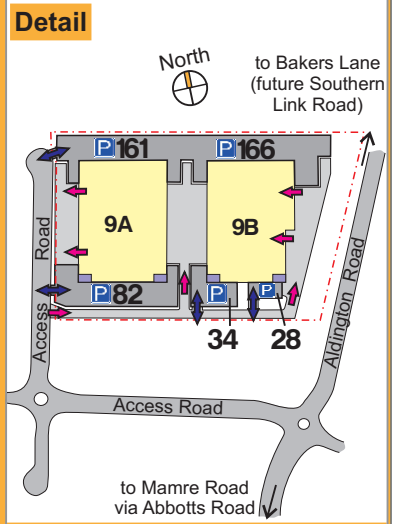 Detail
North
to Bakers Lane
(future Southern
Link Road)
P 161
P 166
9A
9B
P 82
P
P
34
28
Access Road
Aldington Road
Access Road
to Mamre Road
via Abbotts Road